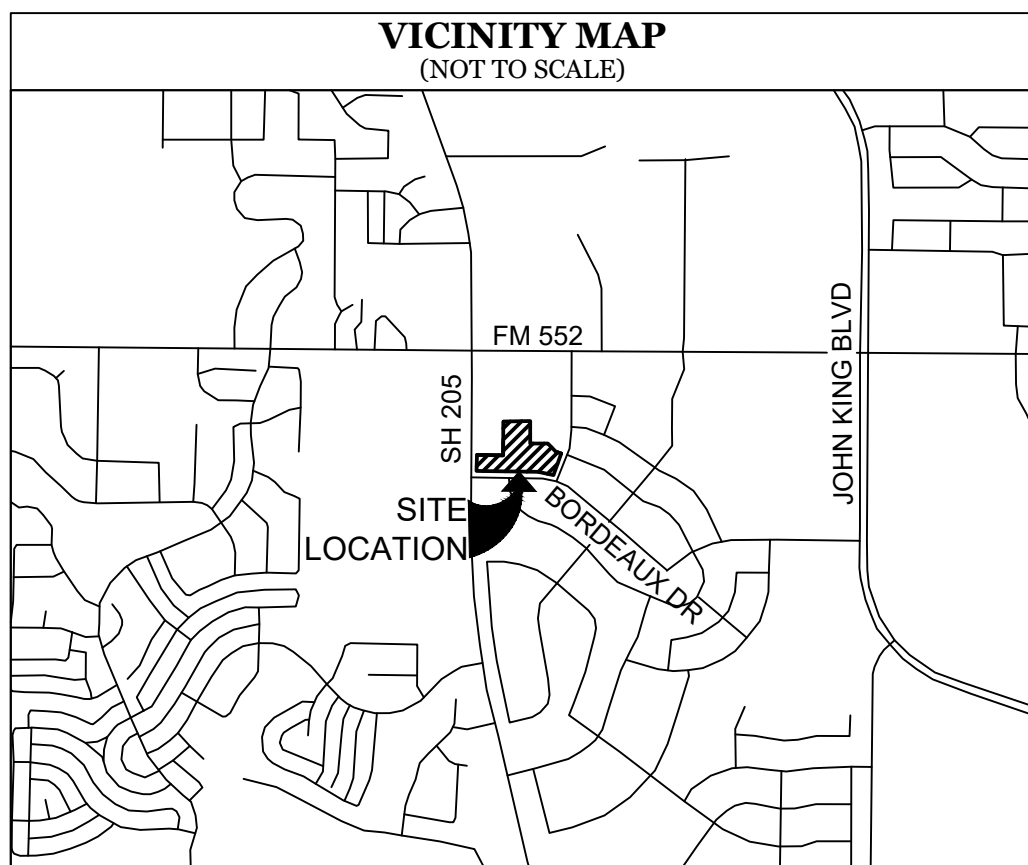 VICINITY MAP
(NOT TO SCALE)
FM 552
SH 205
JOHN KING BLVD
SITE
LOCATION
BORDEAUX DR